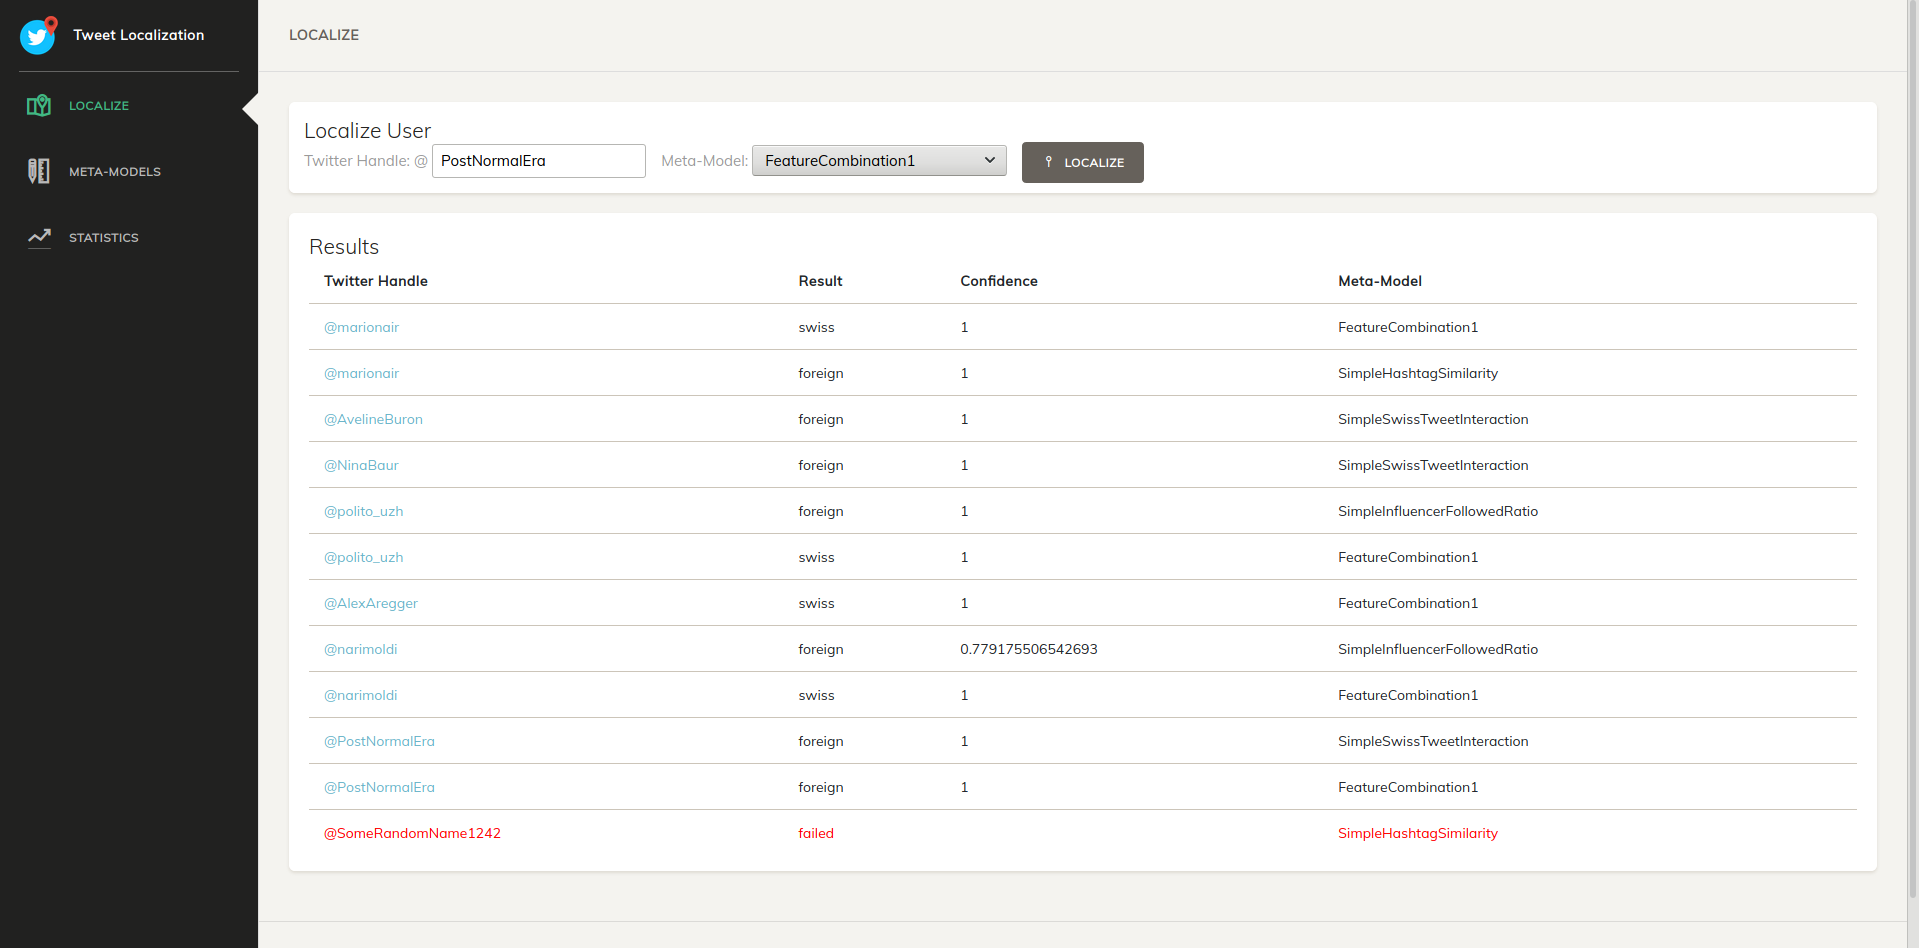 Tweet Localization
LOCALIZE
META-MODELS
STATISTICS
LOCALIZE
Localize User
Twitter Handle: @ PostNormalEra Meta-Model: FeatureCombination1 LOCALIZE
Results
Twitter Handle Result Confidence Meta-Model
@marionair swiss 1 FeatureCombination1
@marionair foreign 1 SimpleHashtagSimilarity
@AvelineBuron foreign 1 SimpleSwissTweetInteraction
@NinaBaur foreign 1 SimpleSwissTweetInteraction
@polito_uzh foreign 1 SimpleInfluencerFollowedRatio
@polito_uzh swiss 1 FeatureCombination1
@AlexAregger swiss 1 FeatureCombination1
@narimoldi foreign 0.779175506542693 SimpleInfluencerFollowedRatio
@narimoldi swiss 1 FeatureCombination1
@PostNormalEra foreign 1 SimpleSwissTweetInteraction
@PostNormalEra foreign 1 FeatureCombination1
@SomeRandomName1242 failed SimpleHashtagSimilarity